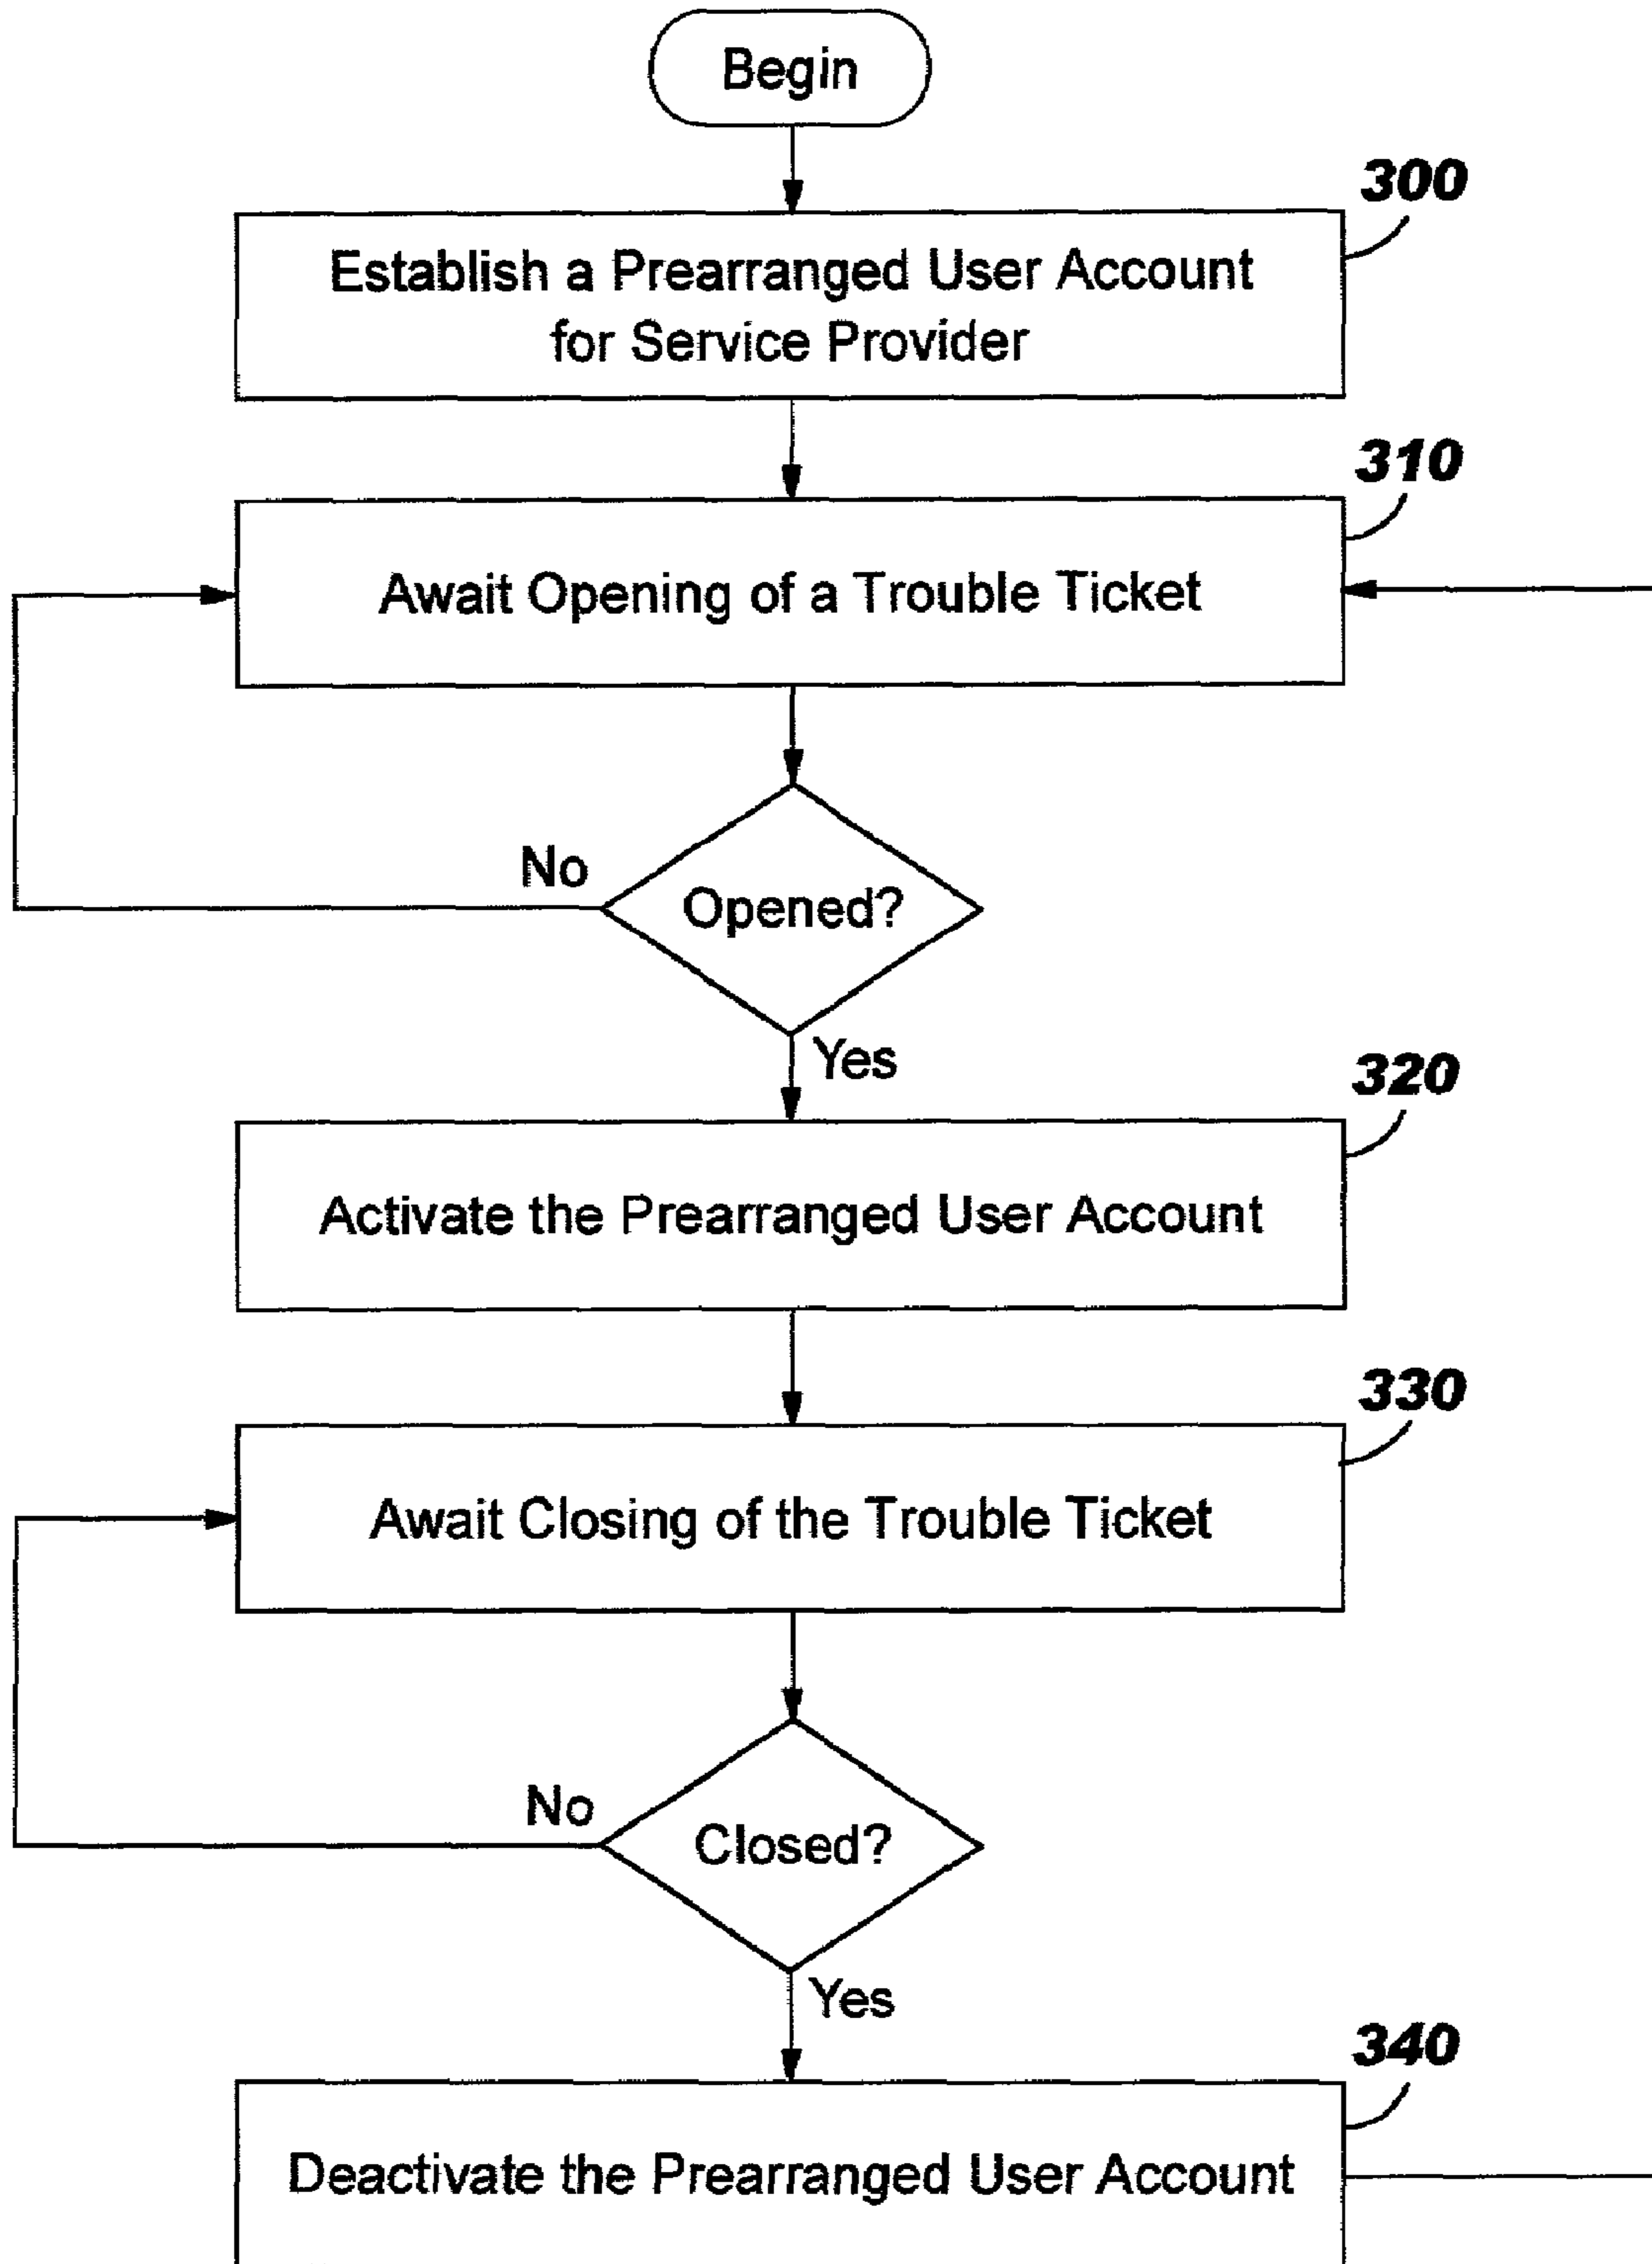 Begin
300
Establish a Prearranged User Account
for Service Provider
310
Await Opening of a Trouble Ticket
No
Opened?
Yes
320
Activate the Prearranged User Account
330
Await Closing of the Trouble Ticket
No
Closed?
Yes
340
Deactivate the Prearranged User Account